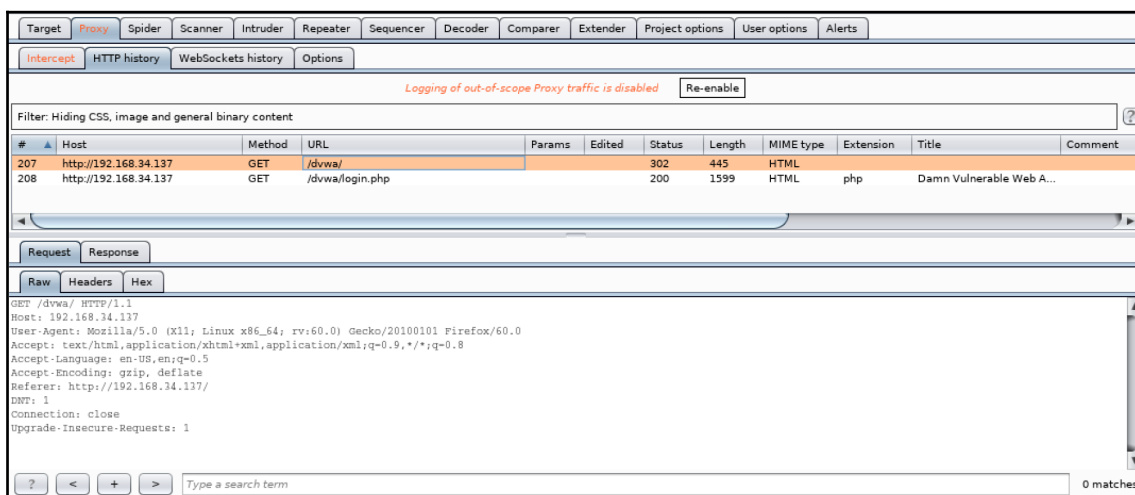 Target Proxy Spider Scanner Intruder Repeater Sequencer Decoder Comparer Extender Project options User options Alerts
Intercept HTTP history WebSockets history Options
Logging of out-of-scope Proxy traffic is disabled Re-enable
Filter: Hiding CSS, image and general binary content ?
# Host Method URL Params Edited Status Length MIME type Extension Title Comment
207 http://192.168.34.137 GET /dvwa/ 302 445 HTML
208 http://192.168.34.137 GET /dvwa/login.php 200 1599 HTML php Damn Vulnerable Web A...
Request Response
Raw Headers Hex
GET /dvwa/ HTTP/1.1
Host: 192.168.34.137
User-Agent: Mozilla/5.0 (X11; Linux x86_64; rv:60.0) Gecko/20100101 Firefox/60.0
Accept: text/html,application/xhtml+xml,application/xml;q=0.9,*/*;q=0.8
Accept-Language: en-US,en;q=0.5
Accept-Encoding: gzip, deflate
Referer: http://192.168.34.137/
DNT: 1
Connection: close
Upgrade-Insecure-Requests: 1
? < + > Type a search term 0 matches